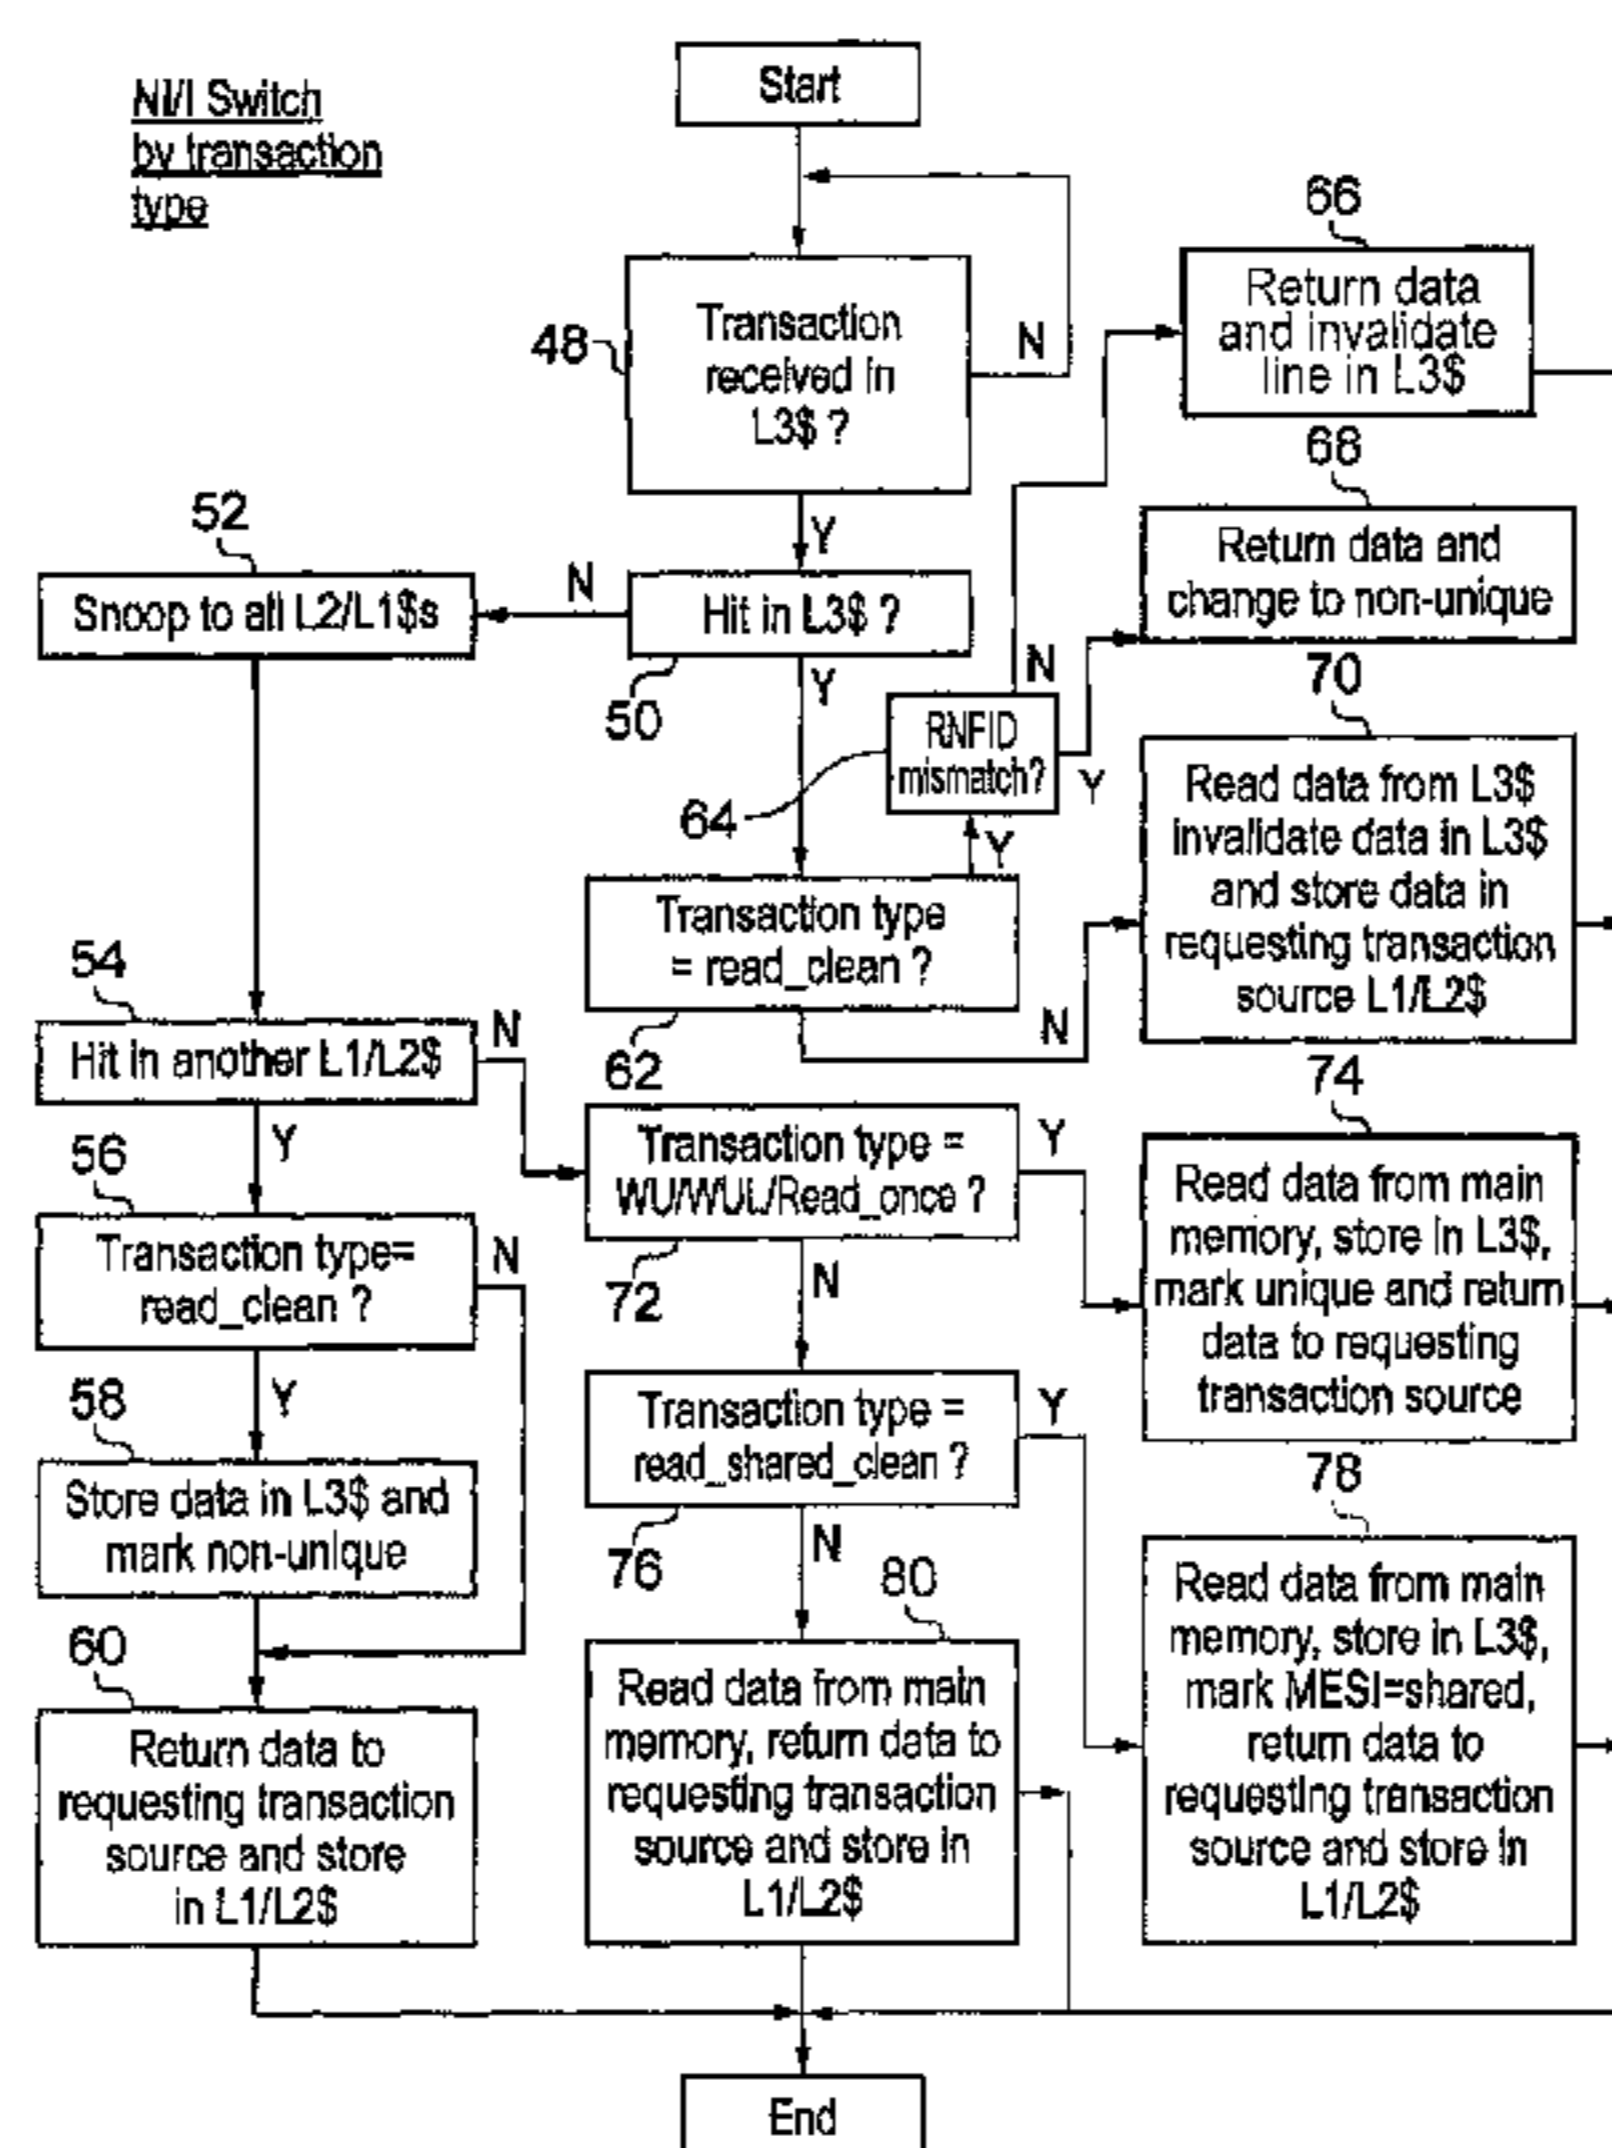 NI/I Switch
by transaction
type
Start
48
Transaction
received in
L3$ ?
N
Y
66
Return data
and invalidate
line in L3$
68
Return data and
change to non-unique
52
Snoop to all L2/L1$s
N
Hit in L3$ ?
50
Y
N
RNFID
mismatch?
64
Y
Y
70
Read data from L3$
invalidate data in L3$
and store data in
requesting transaction
source L1/L2$
Transaction type
= read_clean ?
62
N
54
Hit in another L1/L2$
N
Y
Transaction type =
WU/WUL/Read_once ?
72
Y
N
74
Read data from main
memory, store in L3$,
mark unique and return
data to requesting
transaction source
56
Transaction type=
read_clean ?
N
Y
58
Store data in L3$ and
mark non-unique
Transaction type =
read_shared_clean ?
76
Y
N
78
Read data from main
memory, store in L3$,
mark MESI=shared,
return data to
requesting transaction
source and store in
L1/L2$
60
Return data to
requesting transaction
source and store
in L1/L2$
80
Read data from main
memory, return data to
requesting transaction
source and store in
L1/L2$
End